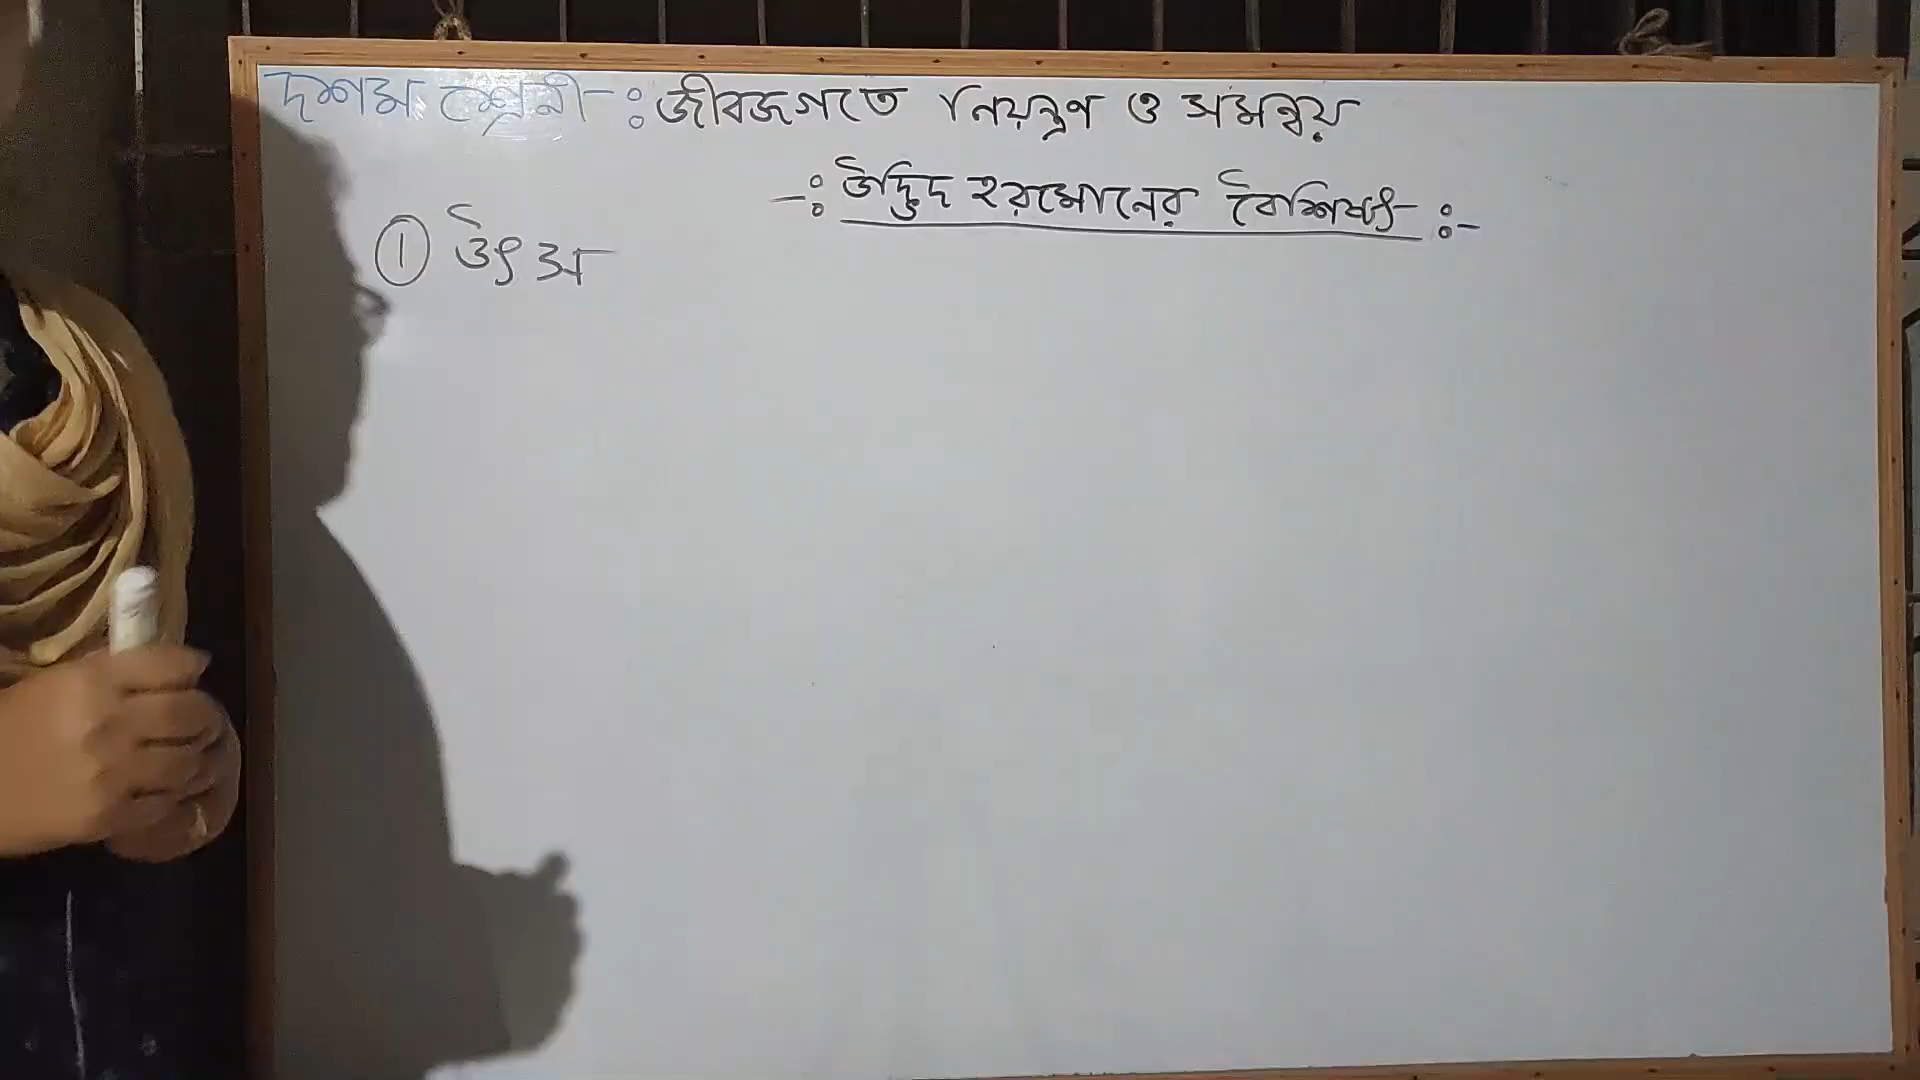 দশম শ্রেনী-: জীবজগতে নিয়ন্ত্রণ ও সমন্বয়
-: উদ্ভিদ হরমোনের বৈশিষ্ট্য :-
① উৎস